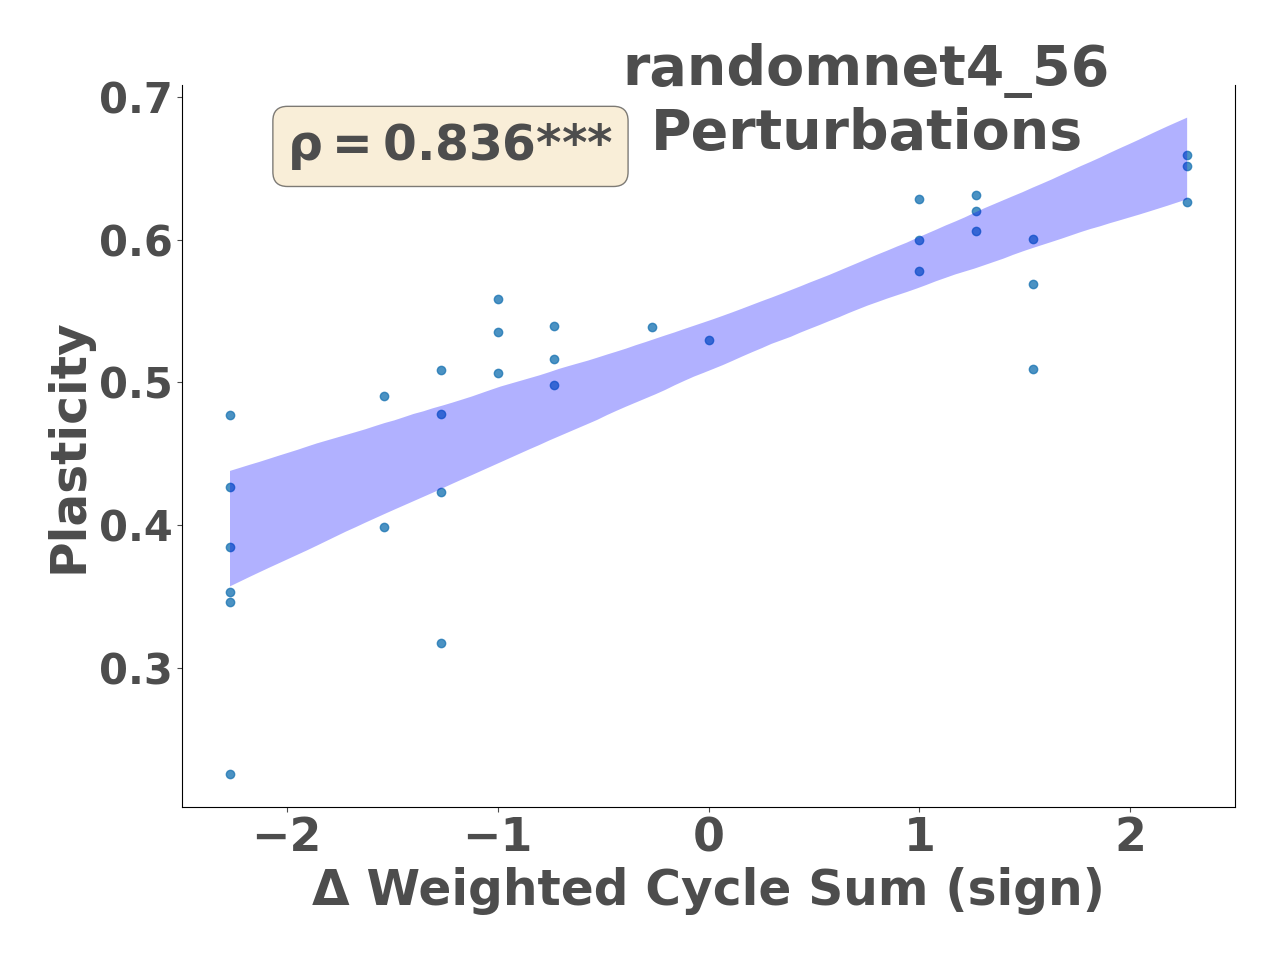 randomnet4_56
Perturbations
ρ = 0.836***
Plasticity
0.7
0.6
0.5
0.4
0.3
−2
−1
0
1
2
Δ Weighted Cycle Sum (sign)